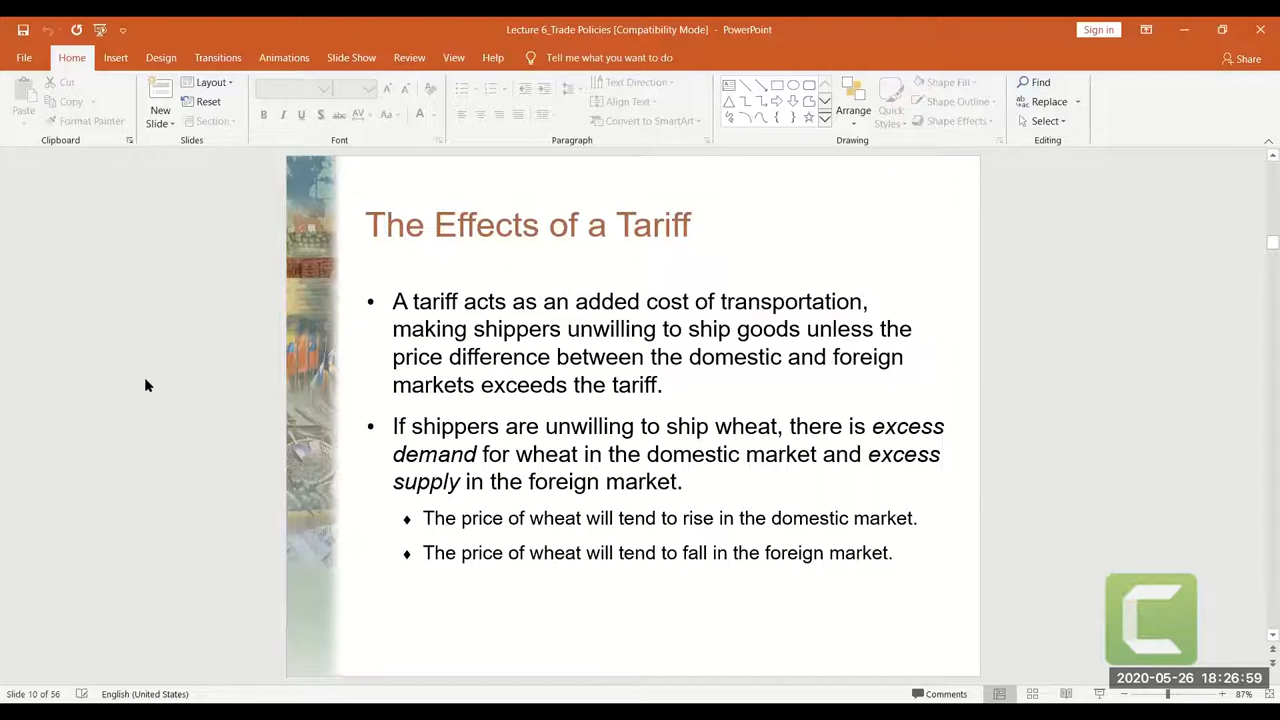 Lecture 6_Trade Policies [Compatibility Mode] - PowerPoint
Sign in
File Home Insert Design Transitions Animations Slide Show Review View Help Tell me what you want to do
Share
Paste
Cut
Copy
Format Painter
Clipboard
New Slide
Layout
Reset
Section
Slides
B I U S abc AV Aa A
Font
Text Direction
Align Text
Convert to SmartArt
Paragraph
Arrange
Quick Styles
Shape Fill
Shape Outline
Shape Effects
Drawing
Find
Replace
Select
Editing
The Effects of a Tariff
• A tariff acts as an added cost of transportation,
making shippers unwilling to ship goods unless the
price difference between the domestic and foreign
markets exceeds the tariff.
• If shippers are unwilling to ship wheat, there is excess
demand for wheat in the domestic market and excess
supply in the foreign market.
♦ The price of wheat will tend to rise in the domestic market.
♦ The price of wheat will tend to fall in the foreign market.
2020-05-26 18:26:59
Slide 10 of 56 English (United States)
Comments
87%